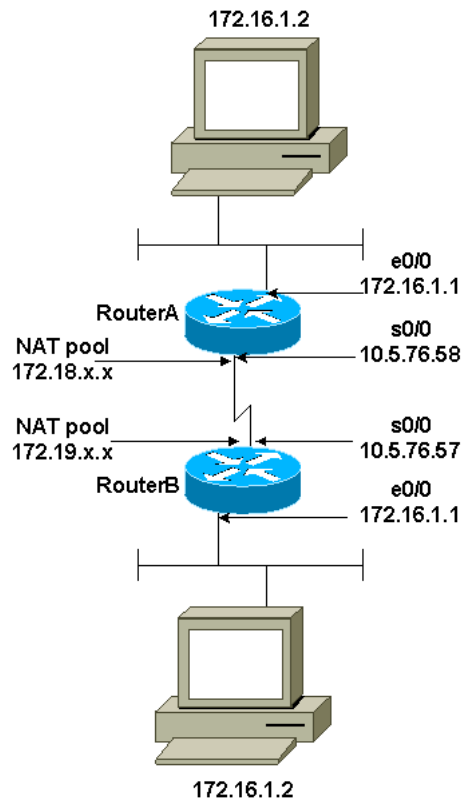 172.16.1.2
e0/0
172.16.1.1
RouterA
s0/0
10.5.76.58
NAT pool
172.18.x.x
NAT pool
172.19.x.x
s0/0
10.5.76.57
RouterB
e0/0
172.16.1.1
172.16.1.2